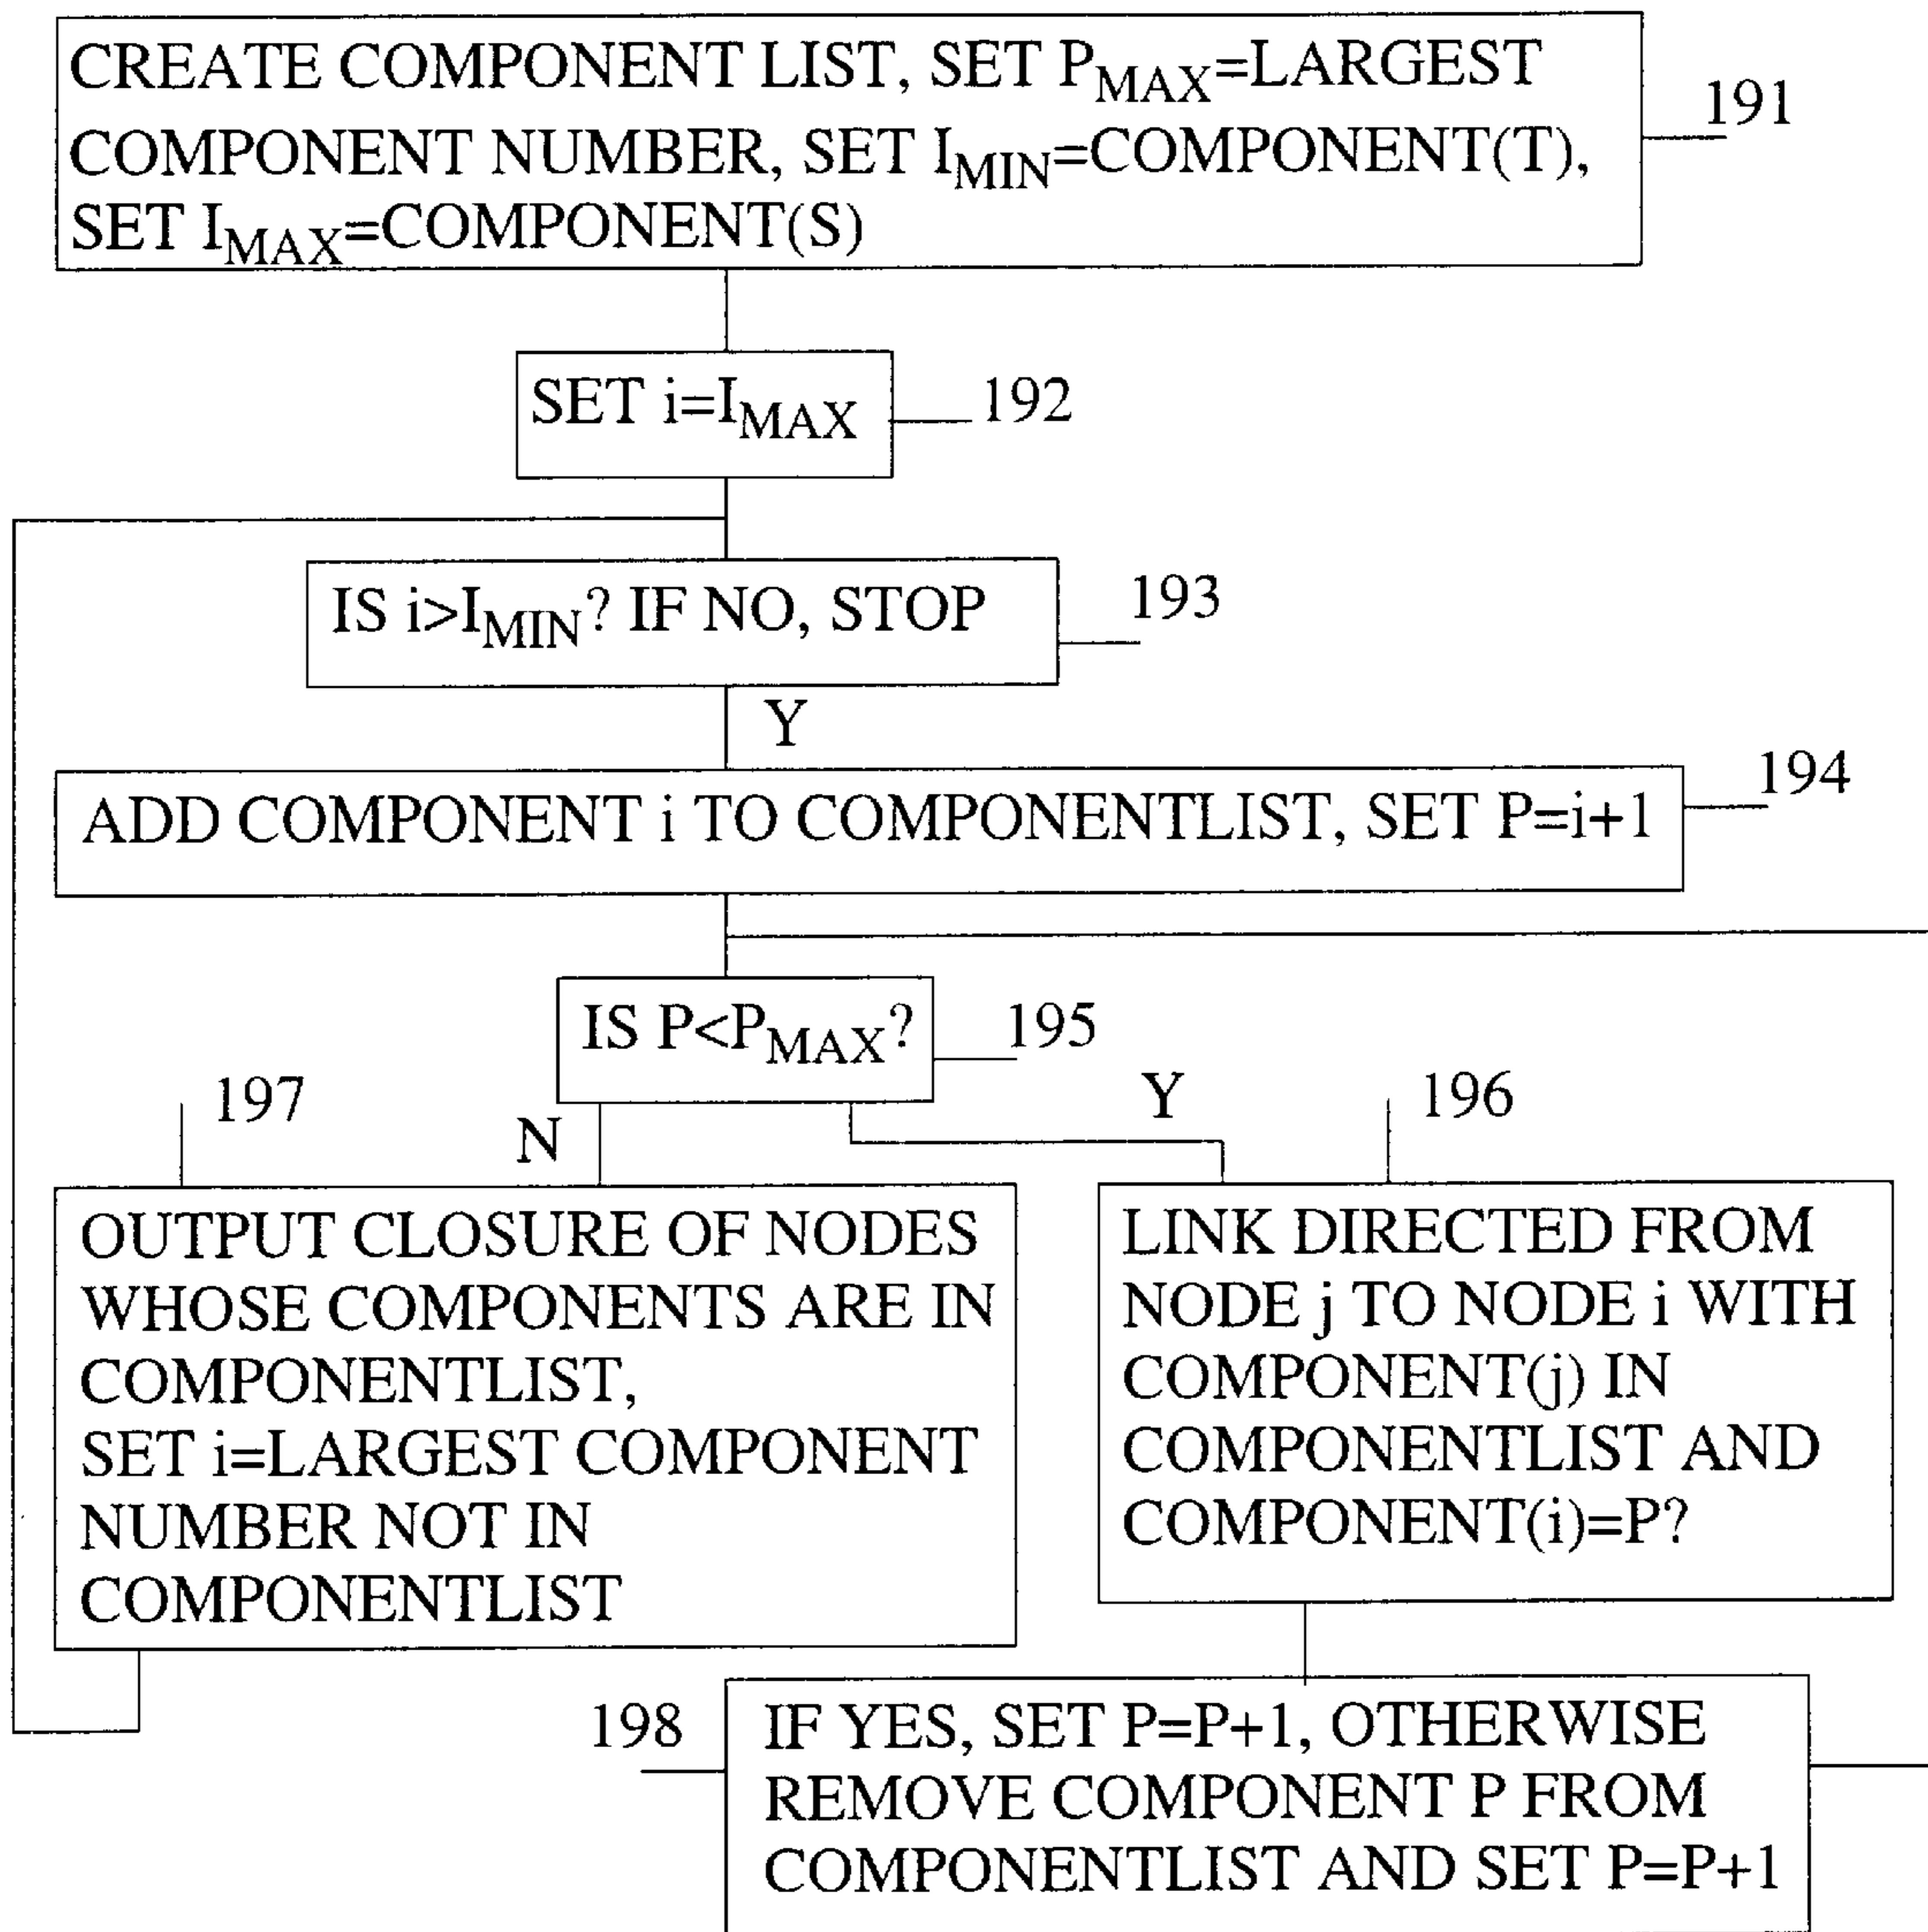 CREATE COMPONENT LIST, SET PMAX=LARGEST
COMPONENT NUMBER, SET IMIN=COMPONENT(T),
SET IMAX=COMPONENT(S)
191
SET i=IMAX
192
IS i>IMIN? IF NO, STOP
193
Y
ADD COMPONENT i TO COMPONENTLIST, SET P=i+1
194
IS P<PMAX?
195
197
N
Y
196
OUTPUT CLOSURE OF NODES
WHOSE COMPONENTS ARE IN
COMPONENTLIST,
SET i=LARGEST COMPONENT
NUMBER NOT IN
COMPONENTLIST
LINK DIRECTED FROM
NODE j TO NODE i WITH
COMPONENT(j) IN
COMPONENTLIST AND
COMPONENT(i)=P?
198
IF YES, SET P=P+1, OTHERWISE
REMOVE COMPONENT P FROM
COMPONENTLIST AND SET P=P+1